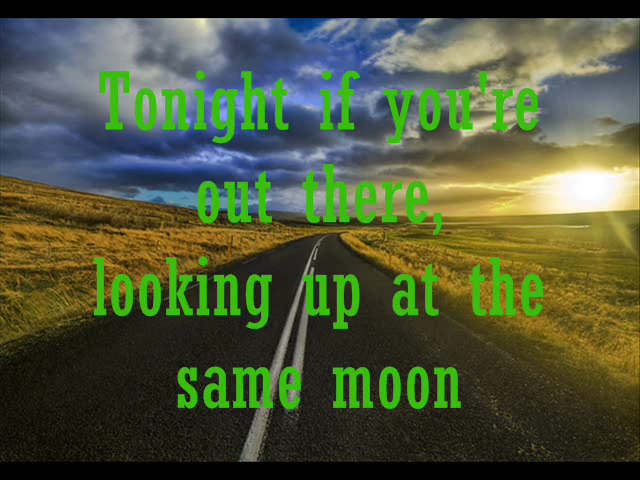 Tonight if you're
out there,
looking up at the
same moon